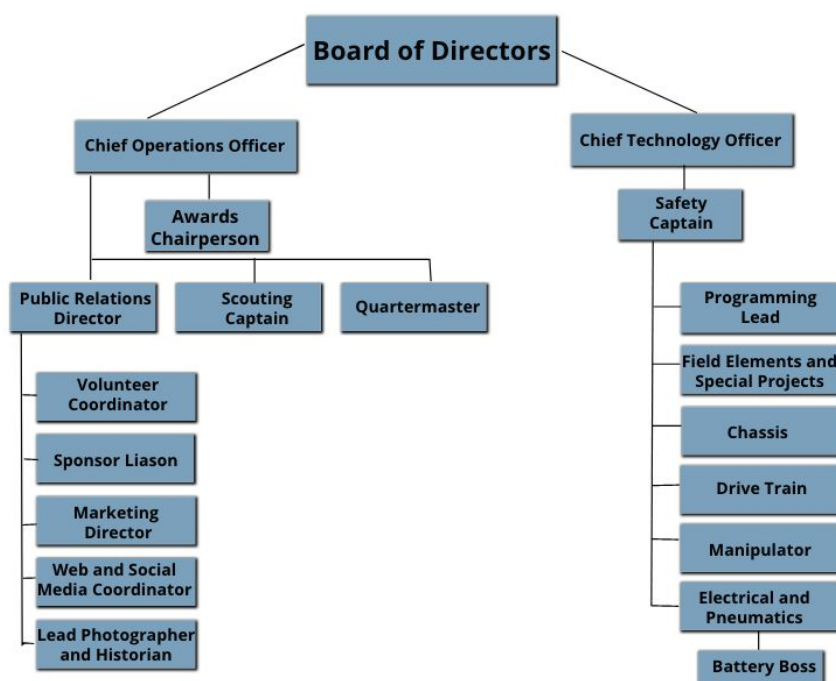 Board of Directors
Chief Operations Officer
Chief Technology Officer
Awards
Chairperson
Safety
Captain
Public Relations
Director
Scouting
Captain
Quartermaster
Programming
Lead
Volunteer
Coordinator
Field Elements and
Special Projects
Sponsor Liason
Chassis
Marketing
Director
Drive Train
Web and Social
Media Coordinator
Manipulator
Lead Photographer
and Historian
Electrical and
Pneumatics
Battery Boss